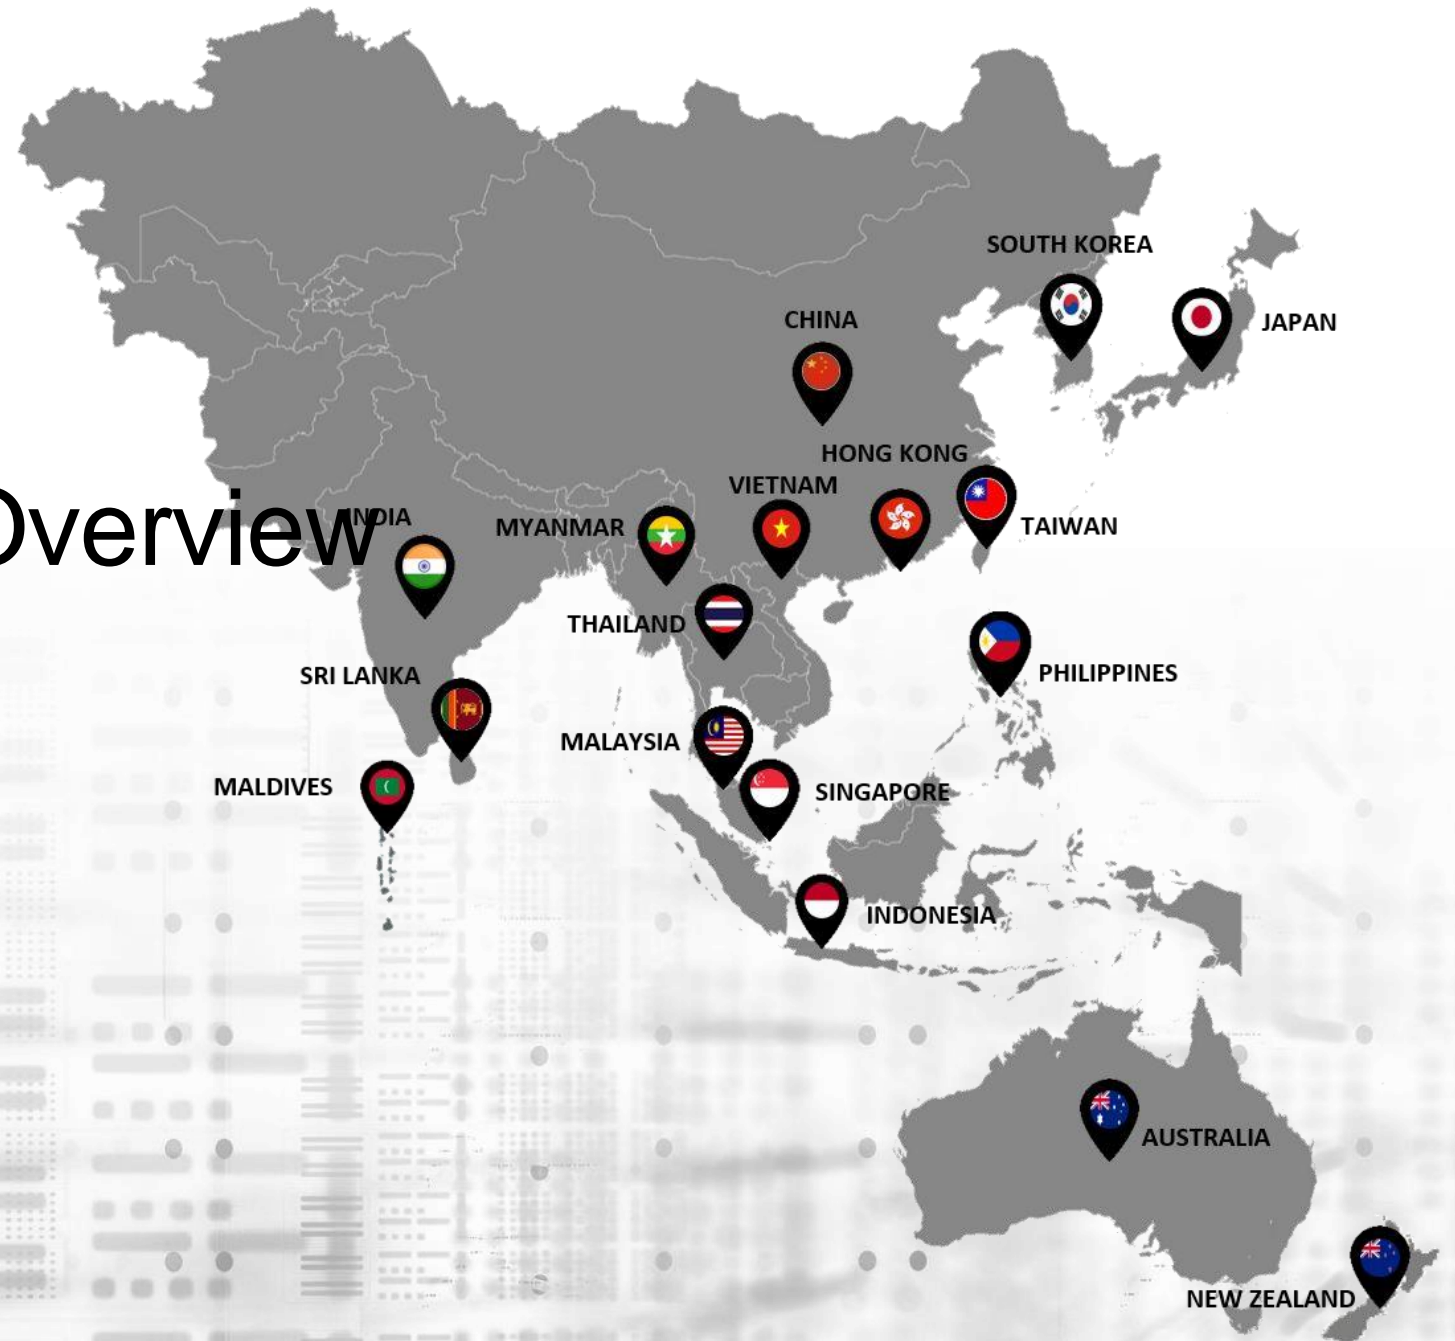 SOUTH KOREA
CHINA
JAPAN
HONG KONG
VIETNAM
Overview
INDIA
MYANMAR
TAIWAN
THAILAND
SRI LANKA
PHILIPPINES
MALAYSIA
MALDIVES
SINGAPORE
INDONESIA
AUSTRALIA
NEW ZEALAND